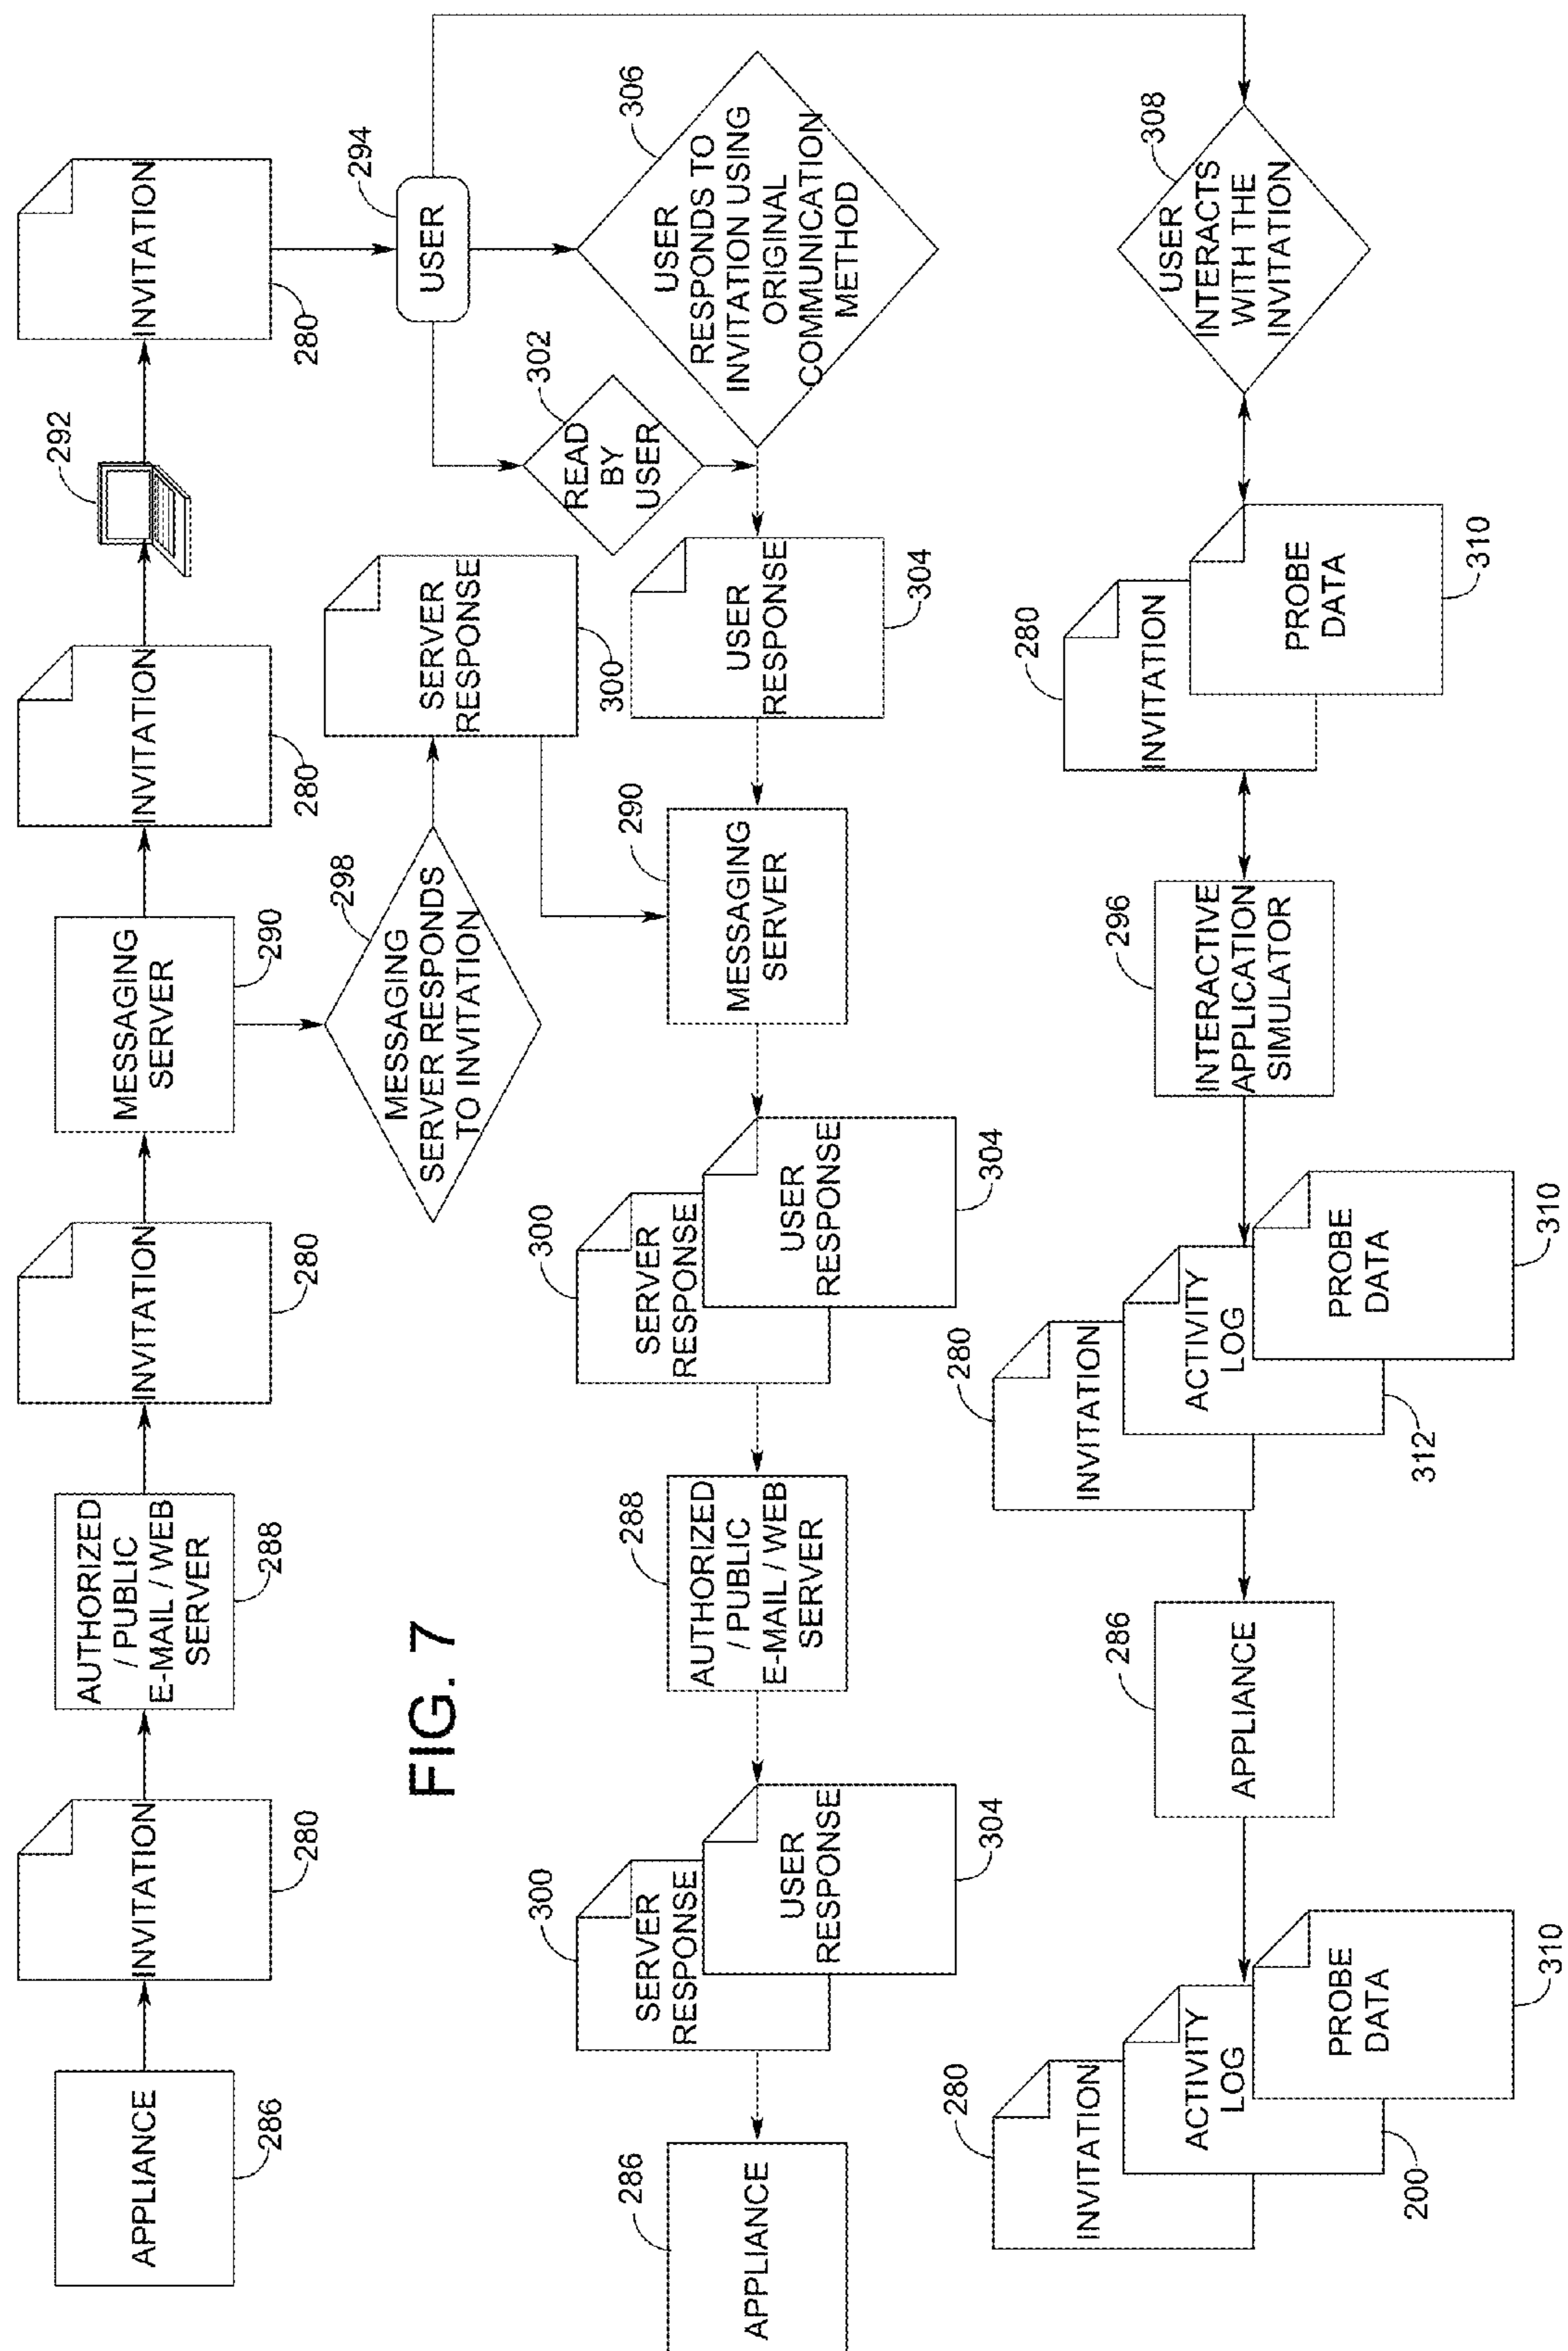 APPLIANCE
286
INVITATION
280
AUTHORIZED
/ PUBLIC
E-MAIL / WEB
SERVER
288
INVITATION
280
MESSAGING
SERVER
290
INVITATION
280
292
INVITATION
280
294
USER
MESSAGING
SERVER RESPONDS
TO INVITATION
298
SERVER
RESPONSE
300
READ
BY
USER
302
USER
RESPONDS TO
INVITATION USING
ORIGINAL
COMMUNICATION
METHOD
306
FIG. 7
APPLIANCE
286
SERVER
RESPONSE
300
USER
RESPONSE
304
AUTHORIZED
/ PUBLIC
E-MAIL / WEB
SERVER
288
SERVER
RESPONSE
300
USER
RESPONSE
304
MESSAGING
SERVER
290
USER
RESPONSE
304
INVITATION
280
ACTIVITY
LOG
200
PROBE
DATA
310
APPLIANCE
286
INVITATION
280
ACTIVITY
LOG
312
PROBE
DATA
310
INTERACTIVE
APPLICATION
SIMULATOR
296
INVITATION
280
PROBE
DATA
310
USER
INTERACTS
WITH THE
INVITATION
308